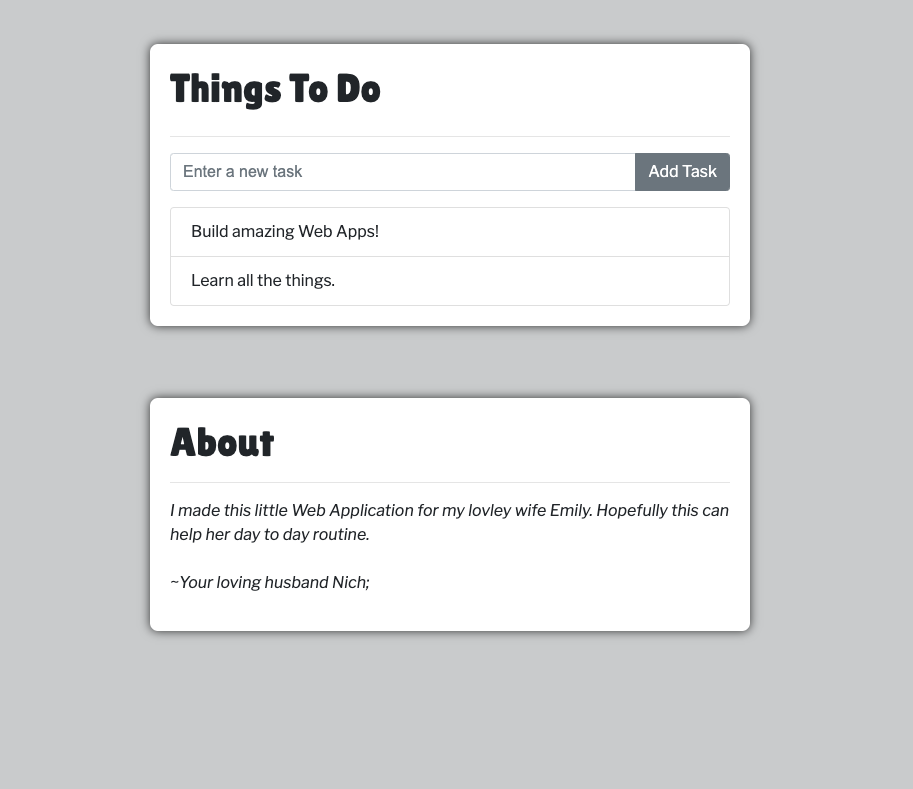 Things To Do
Enter a new task
Add Task
Build amazing Web Apps!
Learn all the things.
About
I made this little Web Application for my lovley wife Emily. Hopefully this can
help her day to day routine.
~Your loving husband Nich;